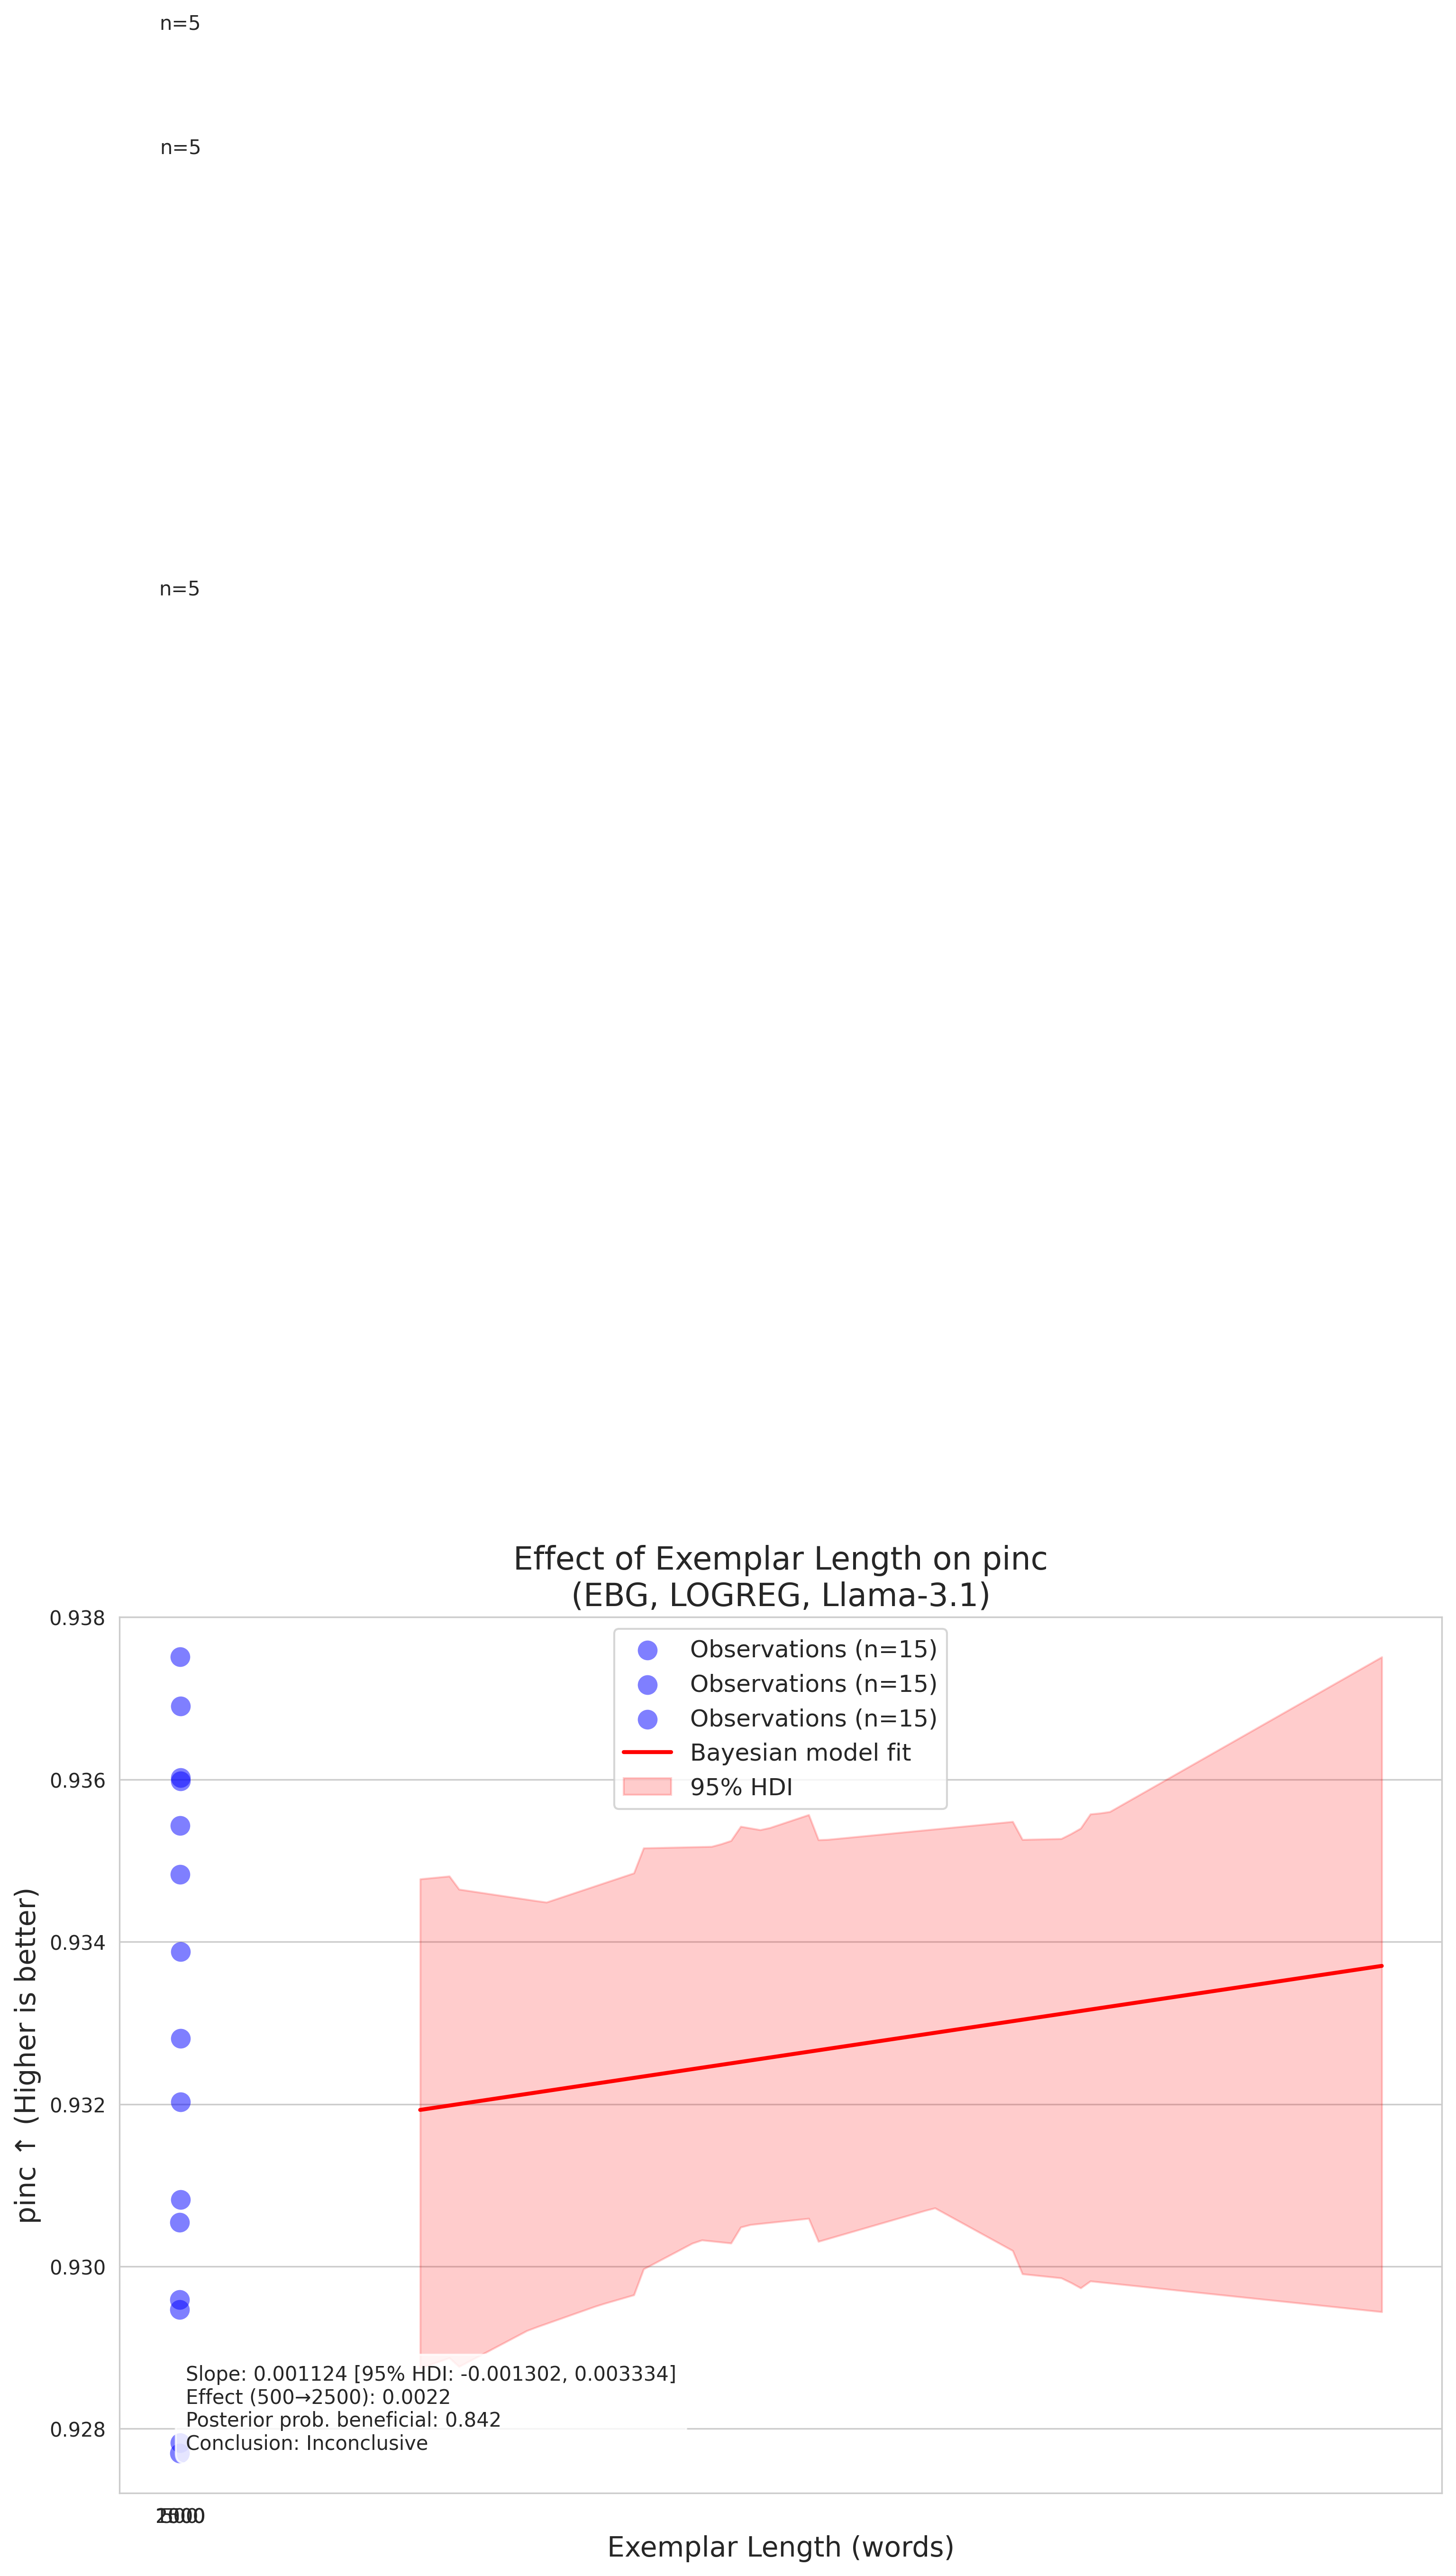 n=5
n=5
n=5
Effect of Exemplar Length on pinc
(EBG, LOGREG, Llama-3.1)
Observations (n=15)
Observations (n=15)
Observations (n=15)
Bayesian model fit
95% HDI
pinc ↑ (Higher is better)
0.938
0.936
0.934
0.932
0.930
0.928
Slope: 0.001124 [95% HDI: -0.001302, 0.003334]
Effect (500→2500): 0.0022
Posterior prob. beneficial: 0.842
Conclusion: Inconclusive
Exemplar Length (words)